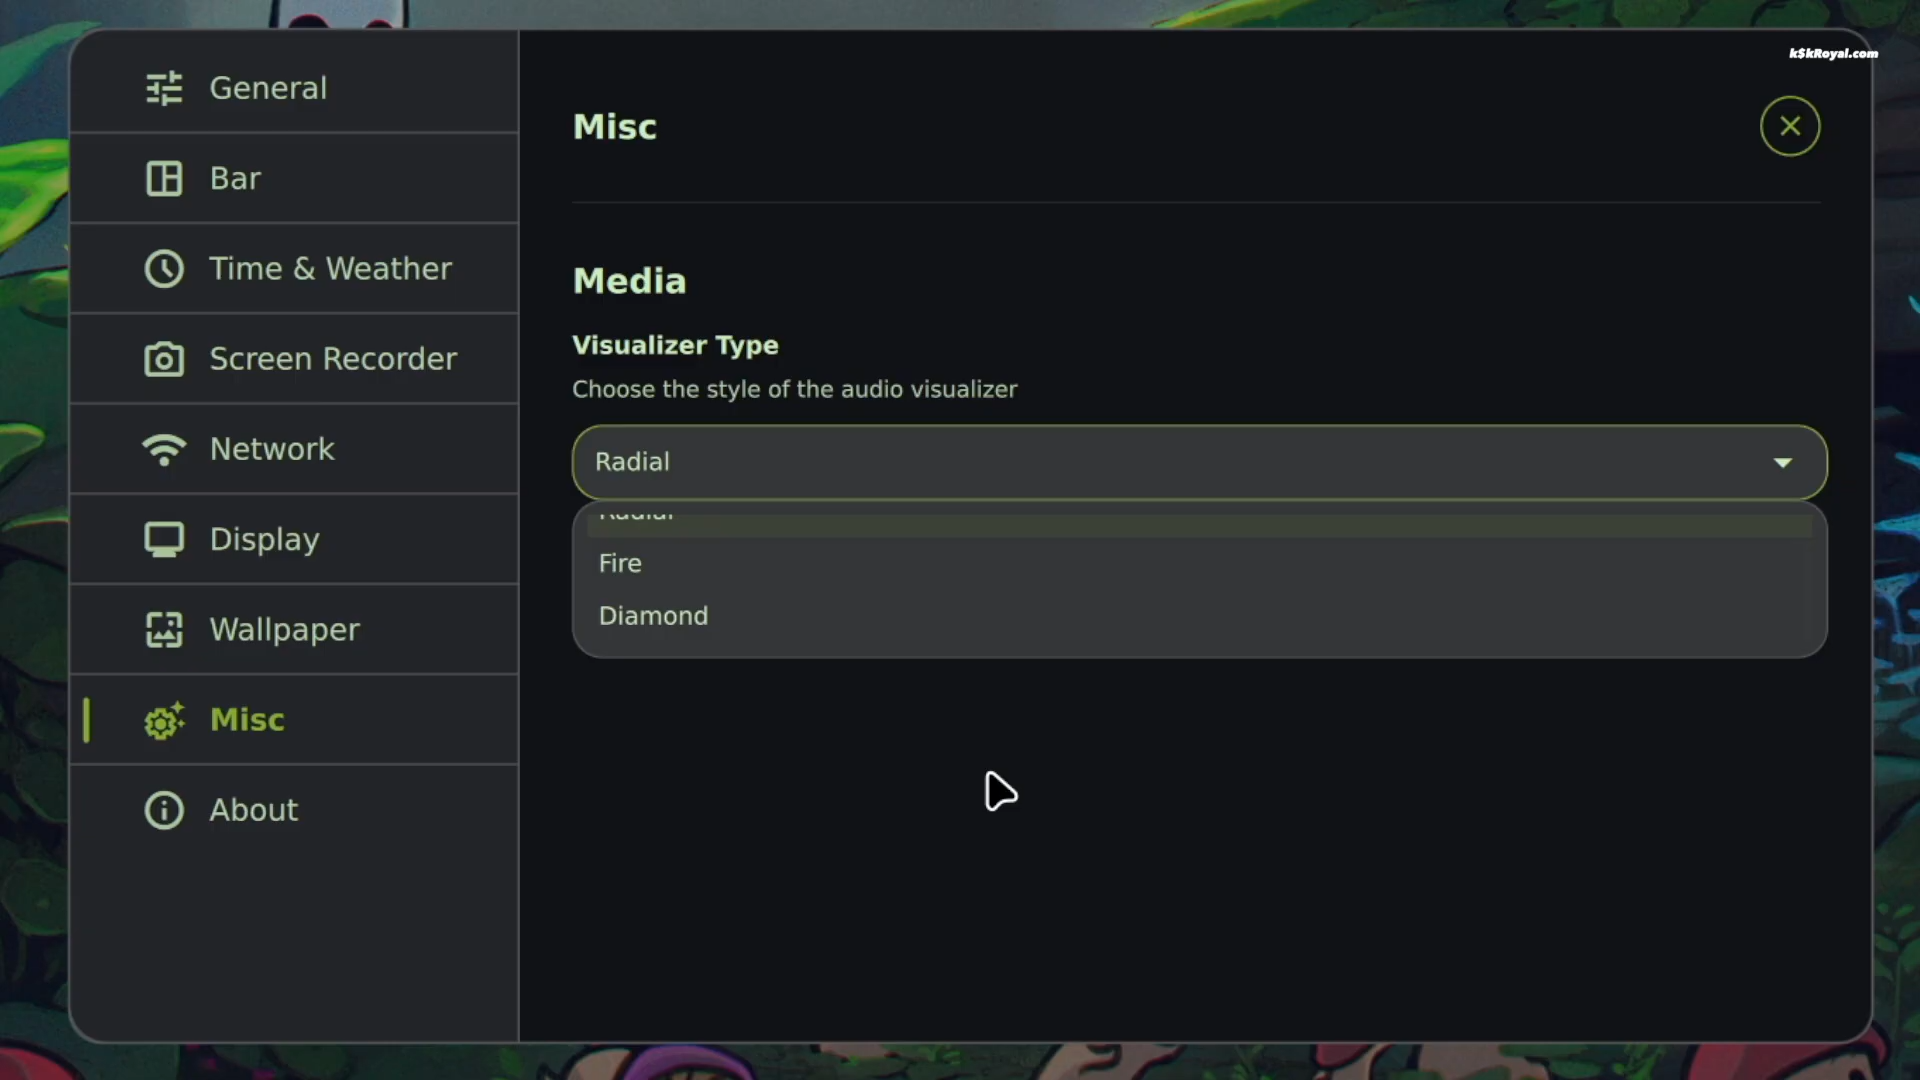 k$kRoyal.com
General
Bar
Time & Weather
Screen Recorder
Network
Display
Wallpaper
Misc
About
Misc
Media
Visualizer Type
Choose the style of the audio visualizer
Radial
Radial
Fire
Diamond